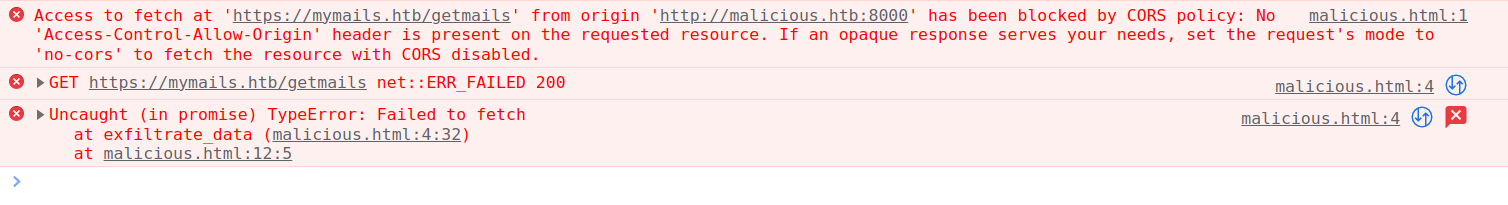 Access to fetch at 'https://mymails.htb/getmails' from origin 'http://malicious.htb:8000' has been blocked by CORS policy: No malicious.html:1
'Access-Control-Allow-Origin' header is present on the requested resource. If an opaque response serves your needs, set the request's mode to
'no-cors' to fetch the resource with CORS disabled.
GET https://mymails.htb/getmails net::ERR_FAILED 200 malicious.html:4
Uncaught (in promise) TypeError: Failed to fetch malicious.html:4
at exfiltrate_data (malicious.html:4:32)
at malicious.html:12:5